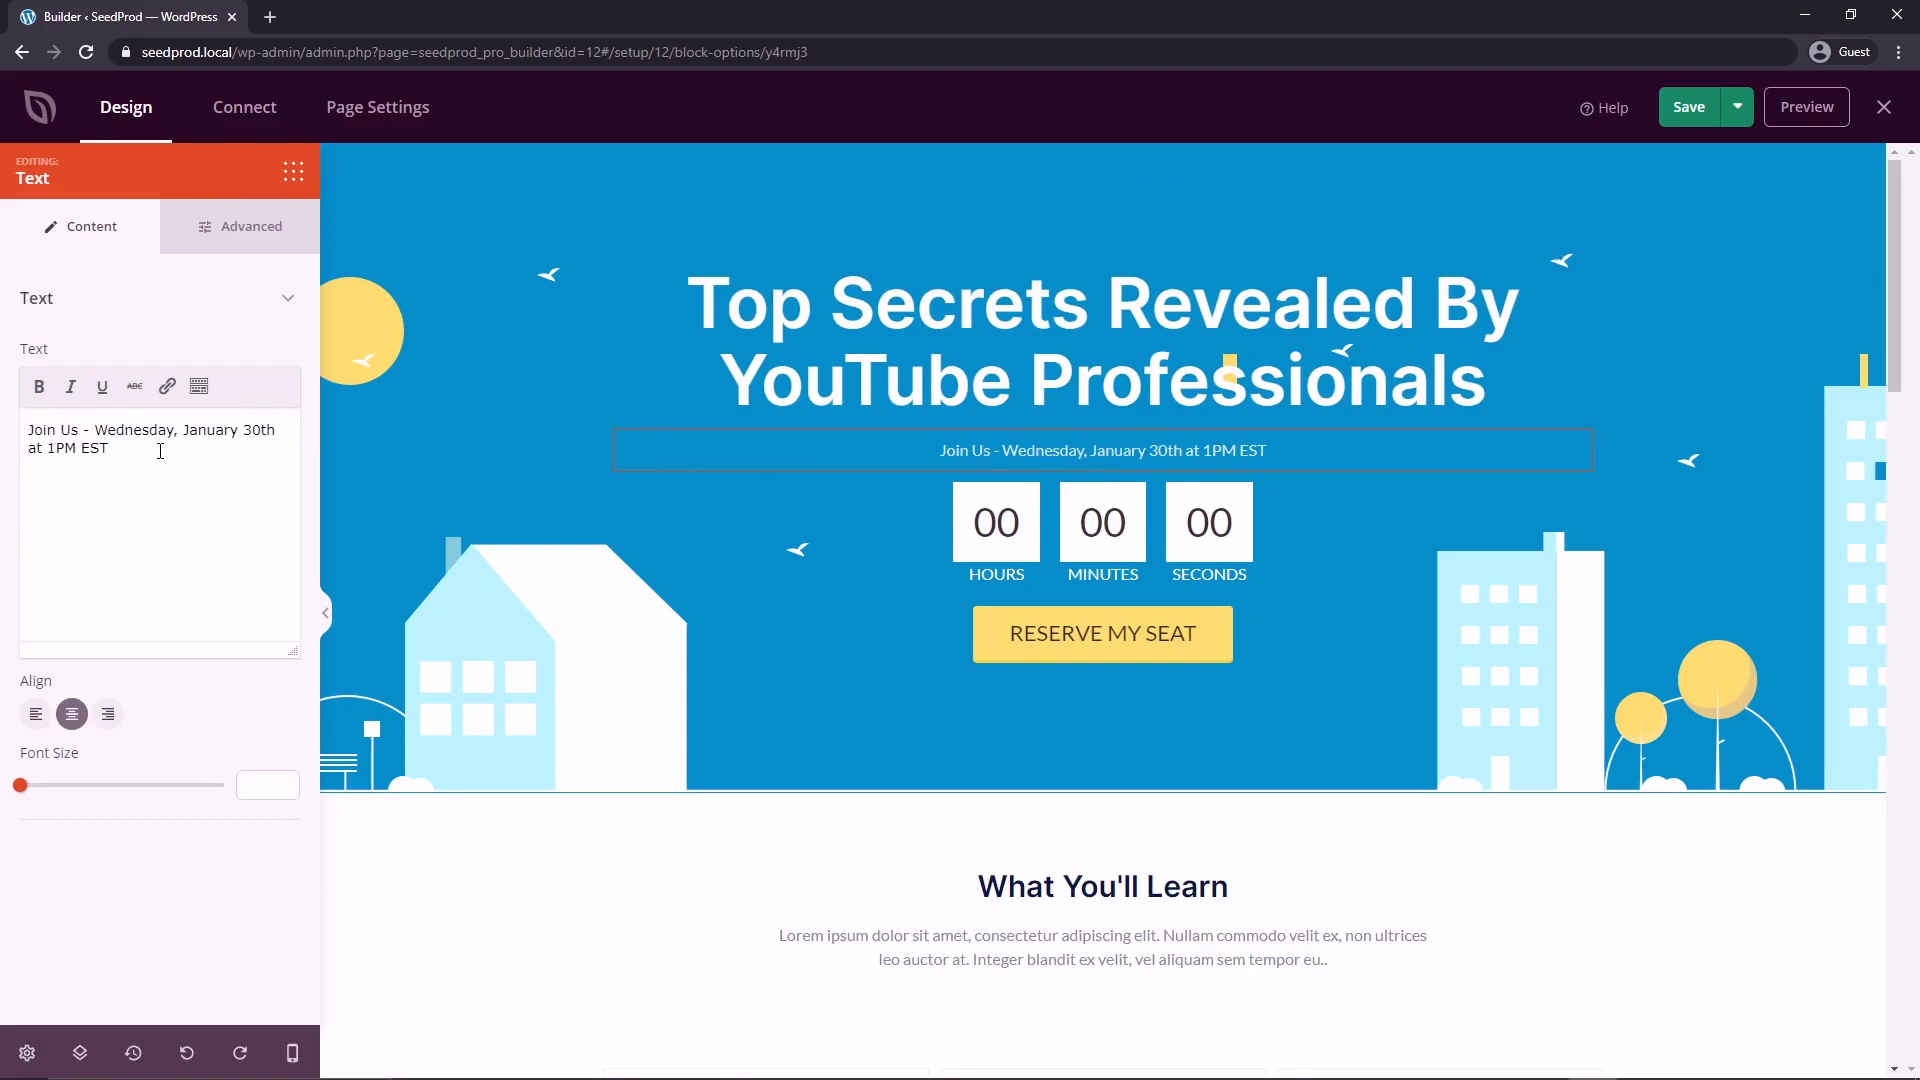 Builder ‹ SeedProd — WordPress
seedprod.local/wp-admin/admin.php?page=seedprod_pro_builder&id=12#/setup/12/block-options/y4rmj3
Guest
Design
Connect
Page Settings
Help
Save
Preview
EDITING:
Text
Content
Advanced
Text
Text
B I U ABC
Join Us - Wednesday, January 30th
at 1PM EST
Align
Font Size
Top Secrets Revealed By
YouTube Professionals
Join Us - Wednesday, January 30th at 1PM EST
00 00 00
HOURS MINUTES SECONDS
RESERVE MY SEAT
What You'll Learn
Lorem ipsum dolor sit amet, consectetur adipiscing elit. Nullam commodo velit ex, non ultrices
leo auctor at. Integer blandit ex velit, vel aliquam sem tempor eu..